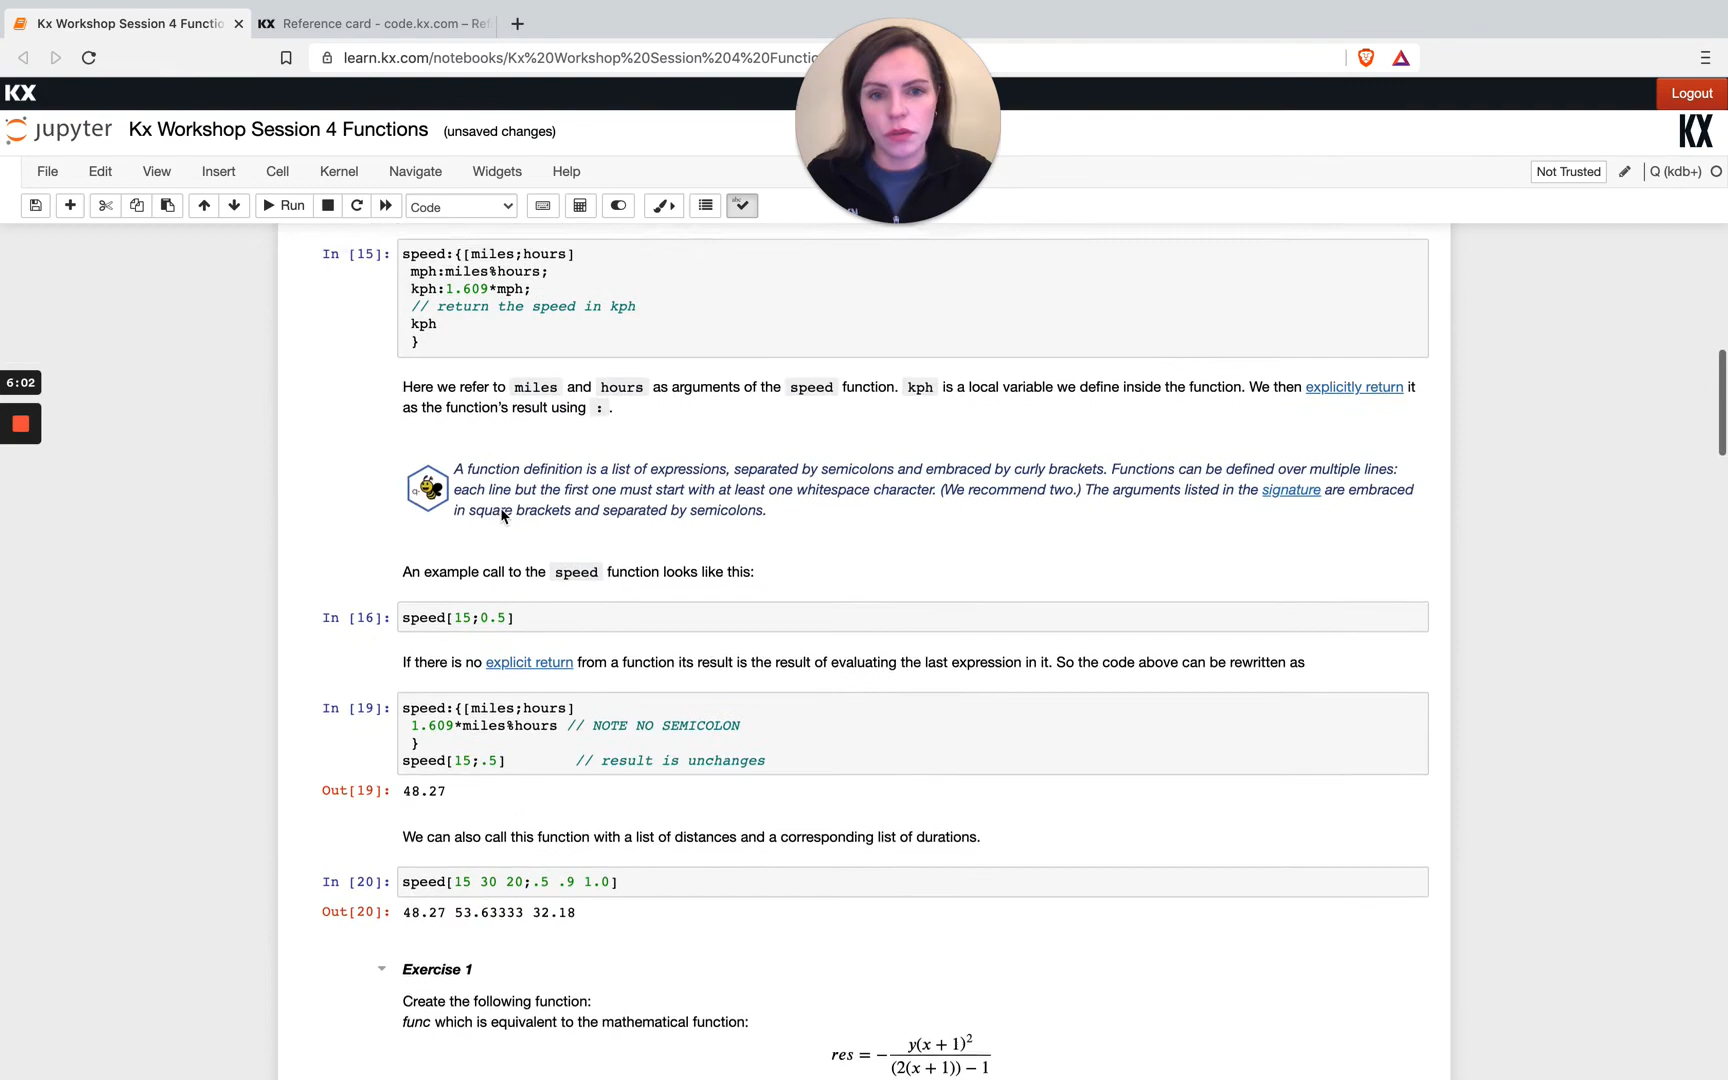 Kx Workshop Session 4 Functio
KX Reference card - code.kx.com – Ref
learn.kx.com/notebooks/Kx%20Workshop%20Session%204%20Functio
KX
Logout
jupyter Kx Workshop Session 4 Functions (unsaved changes)
KX
File Edit View Insert Cell Kernel Navigate Widgets Help
Not Trusted
Q (kdb+)
Run
Code
abc
In [15]:
speed:{[miles;hours]
mph:miles%hours;
kph:1.609*mph;
// return the speed in kph
kph
}
6:02
Here we refer to miles and hours as arguments of the speed function. kph is a local variable we define inside the function. We then explicitly return it
as the function's result using : .
A function definition is a list of expressions, separated by semicolons and embraced by curly brackets. Functions can be defined over multiple lines:
each line but the first one must start with at least one whitespace character. (We recommend two.) The arguments listed in the signature are embraced
in square brackets and separated by semicolons.
An example call to the speed function looks like this:
In [16]: speed[15;0.5]
If there is no explicit return from a function its result is the result of evaluating the last expression in it. So the code above can be rewritten as
In [19]: speed:{[miles;hours]
1.609*miles%hours // NOTE NO SEMICOLON
}
speed[15;.5] // result is unchanges
Out[19]: 48.27
We can also call this function with a list of distances and a corresponding list of durations.
In [20]: speed[15 30 20;.5 .9 1.0]
Out[20]: 48.27 53.63333 32.18
Exercise 1
Create the following function:
func which is equivalent to the mathematical function:
res = − y(x + 1)² / (2(x + 1)) − 1